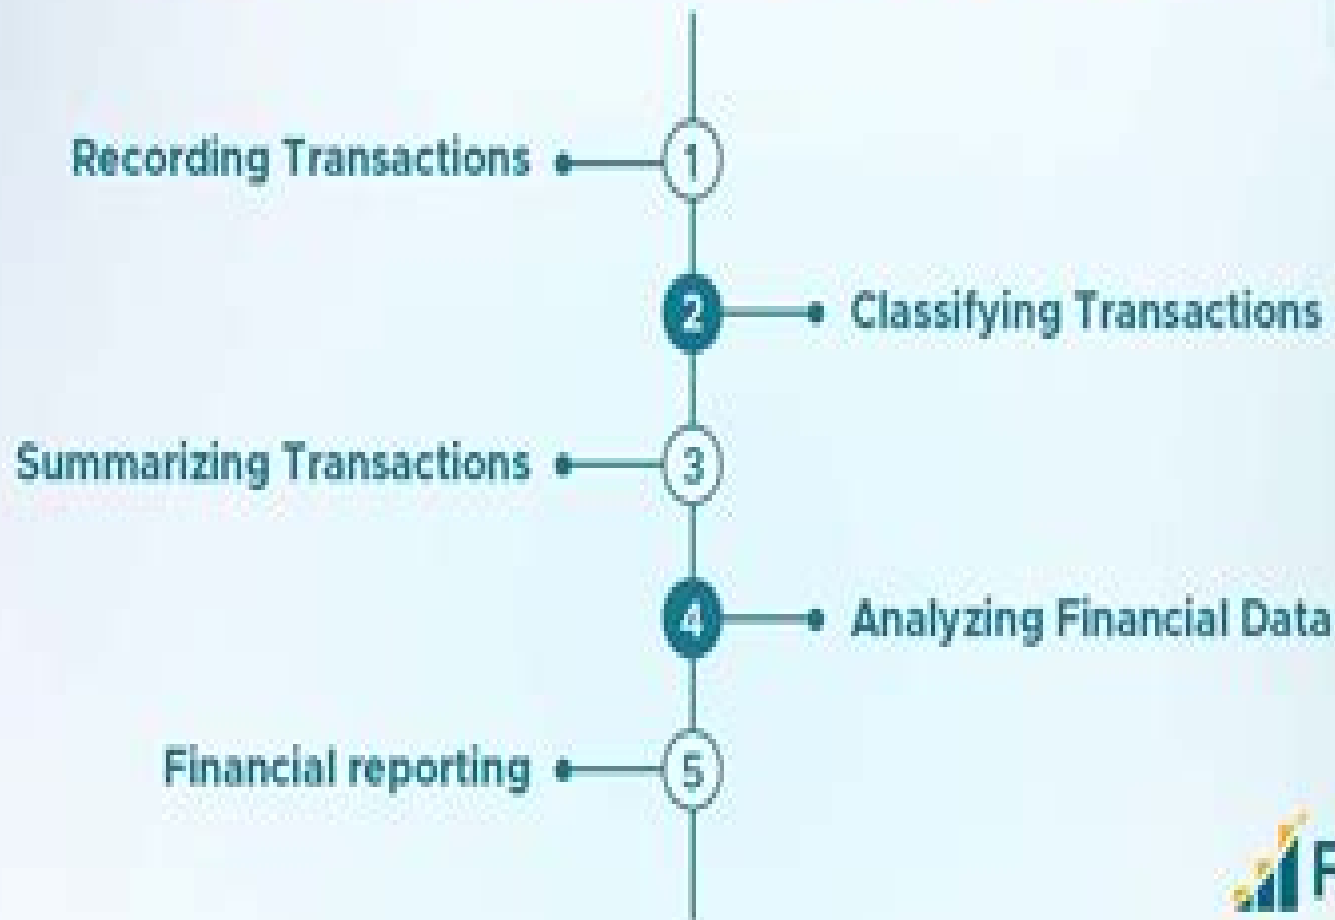 1
Recording Transactions
2
Classifying Transactions
3
Summarizing Transactions
4
Analyzing Financial Data
5
Financial reporting
F